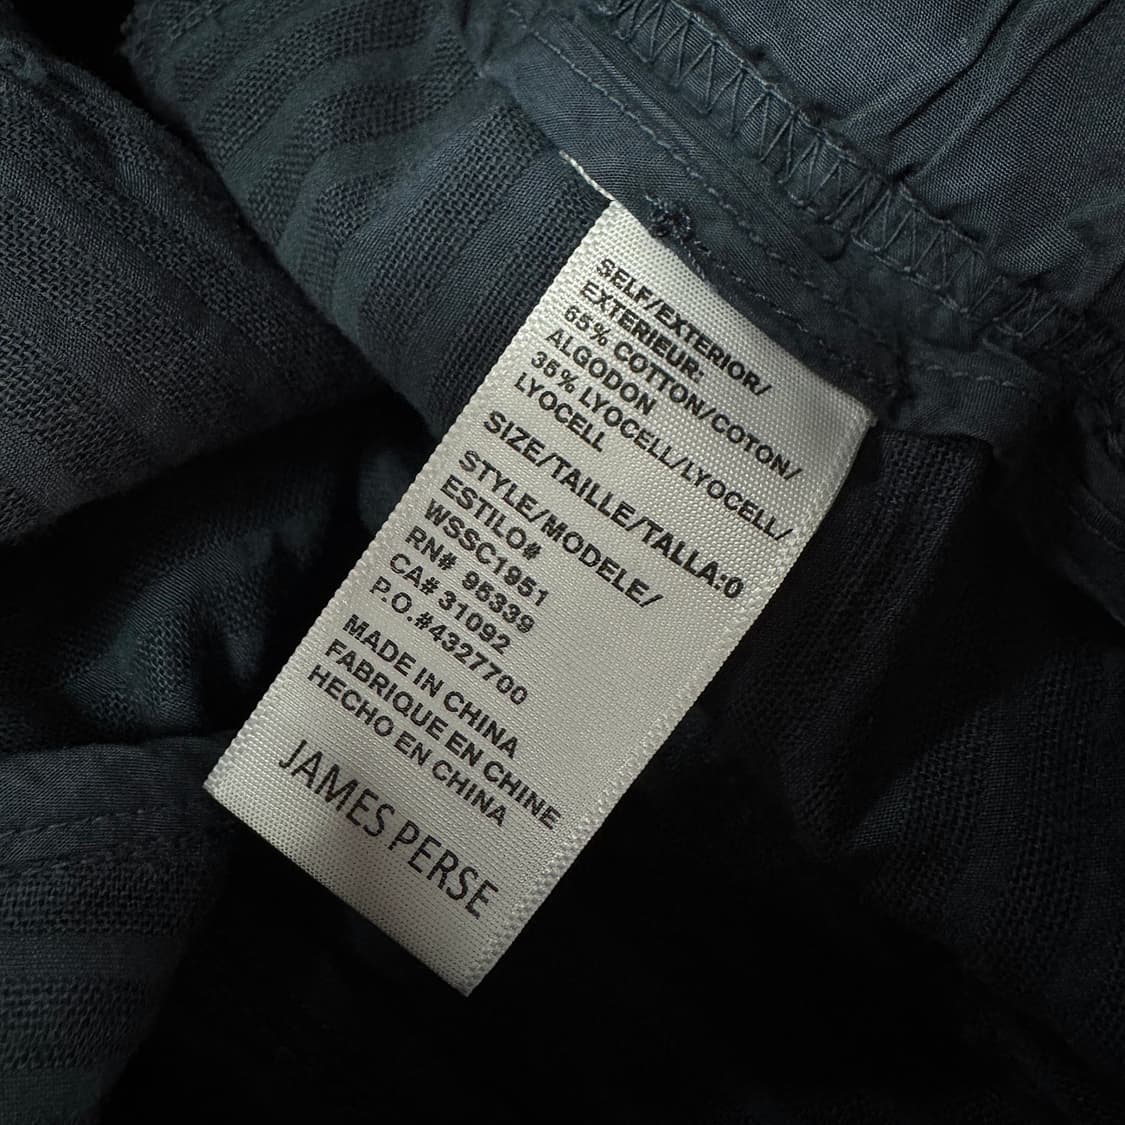 SELF/EXTERIOR/
EXTERIEUR:
65% COTTON/COTON/
ALGODON
35% LYOCELL/LYOCELL/
LYOCELL
SIZE/TAILLE/TALLA:0
STYLE/MODELE/
ESTILO#
WSSC1951
RN# 95339
CA# 31092
P.O.#4327700
MADE IN CHINA
FABRIQUE EN CHINE
HECHO EN CHINA
JAMES PERSE